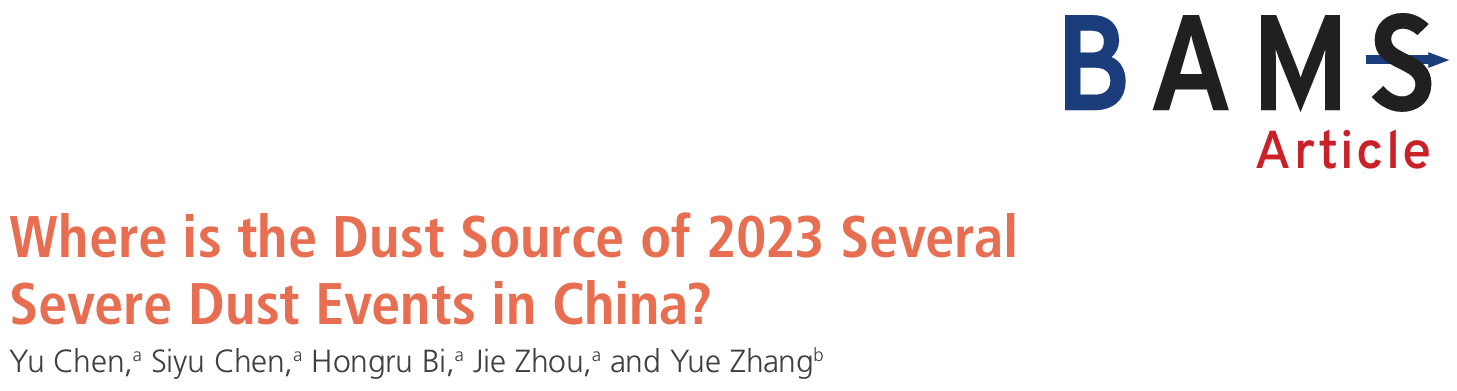 BAMS
Article
Where is the Dust Source of 2023 Several
Severe Dust Events in China?
Yu Chen,ᵃ Siyu Chen,ᵃ Hongru Bi,ᵃ Jie Zhou,ᵃ and Yue Zhangᵇ